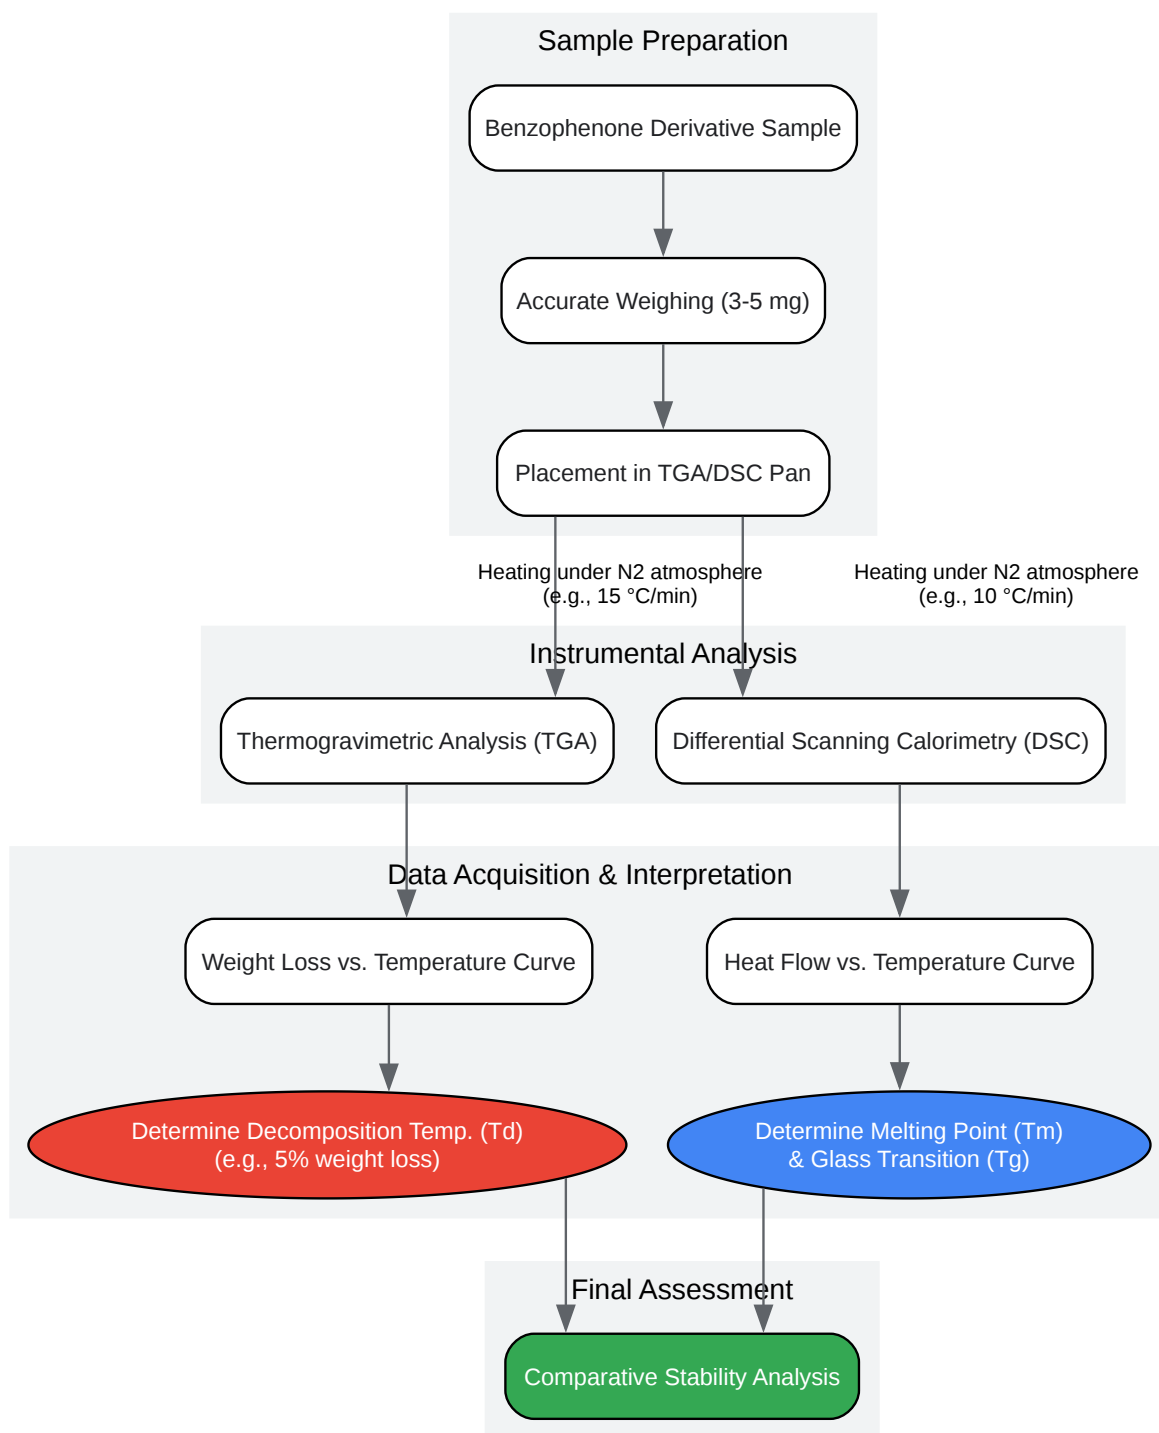 Sample Preparation
Benzophenone Derivative Sample
Accurate Weighing (3-5 mg)
Placement in TGA/DSC Pan
Heating under N2 atmosphere
(e.g., 15 °C/min)
Heating under N2 atmosphere
(e.g., 10 °C/min)
Instrumental Analysis
Thermogravimetric Analysis (TGA)
Differential Scanning Calorimetry (DSC)
Data Acquisition & Interpretation
Weight Loss vs. Temperature Curve
Heat Flow vs. Temperature Curve
Determine Decomposition Temp. (Td)
(e.g., 5% weight loss)
Determine Melting Point (Tm)
& Glass Transition (Tg)
Final Assessment
Comparative Stability Analysis